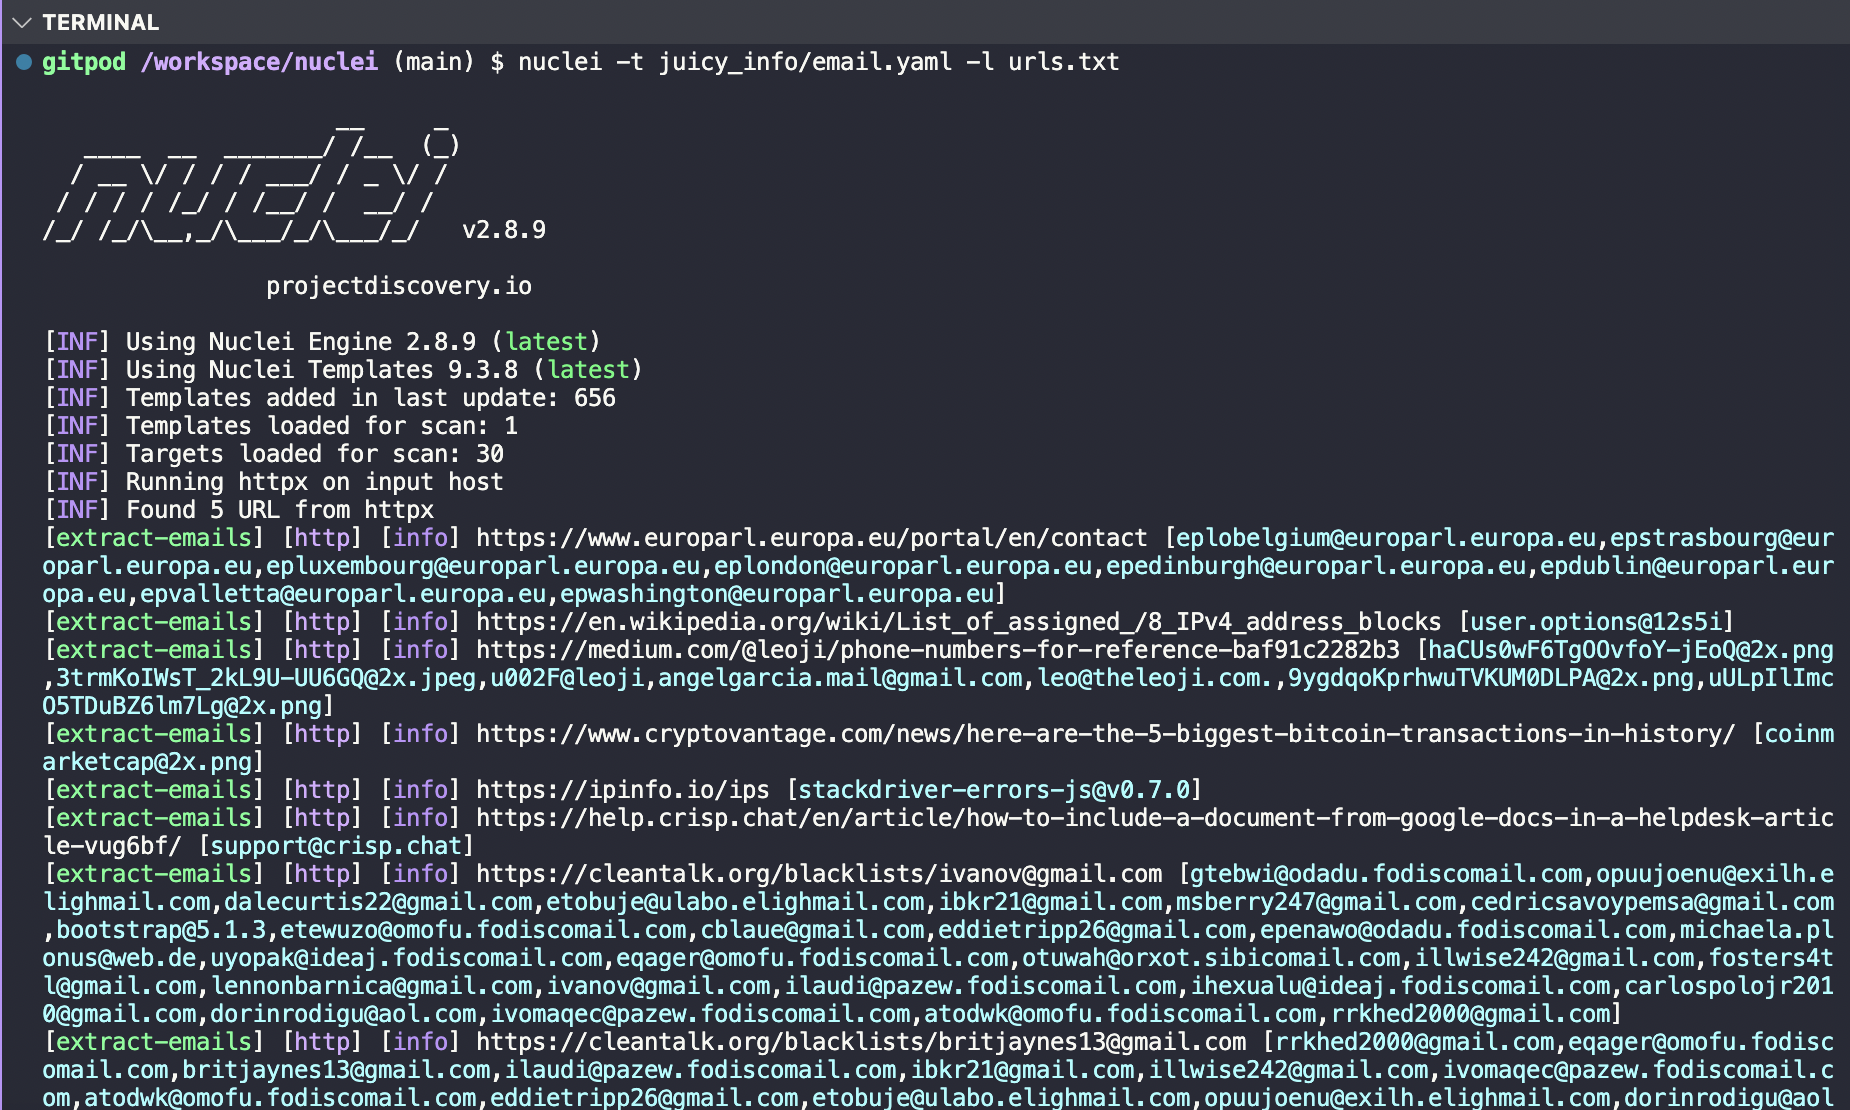 TERMINAL
gitpod /workspace/nuclei (main) $ nuclei -t juicy_info/email.yaml -l urls.txt
                     __     _
   ____  __  _______/ /__  (_)
  / __ \/ / / / ___/ / _ \/ /
 / / / / /_/ / /__/ /  __/ /
/_/ /_/\__,_/\___/_/\___/_/   v2.8.9
projectdiscovery.io
[INF] Using Nuclei Engine 2.8.9 (latest)
[INF] Using Nuclei Templates 9.3.8 (latest)
[INF] Templates added in last update: 656
[INF] Templates loaded for scan: 1
[INF] Targets loaded for scan: 30
[INF] Running httpx on input host
[INF] Found 5 URL from httpx
[extract-emails] [http] [info] https://www.europarl.europa.eu/portal/en/contact [eplobelgium@europarl.europa.eu,epstrasbourg@eur
oparl.europa.eu,epluxembourg@europarl.europa.eu,eplondon@europarl.europa.eu,epedinburgh@europarl.europa.eu,epdublin@europarl.eur
opa.eu,epvalletta@europarl.europa.eu,epwashington@europarl.europa.eu]
[extract-emails] [http] [info] https://en.wikipedia.org/wiki/List_of_assigned_/8_IPv4_address_blocks [user.options@12s5i]
[extract-emails] [http] [info] https://medium.com/@leoji/phone-numbers-for-reference-baf91c2282b3 [haCUs0wF6TgOOvfoY-jEoQ@2x.png
,3trmKoIWsT_2kL9U-UU6GQ@2x.jpeg,u002F@leoji,angelgarcia.mail@gmail.com,leo@theleoji.com.,9ygdqoKprhwuTVKUM0DLPA@2x.png,uULpIlImc
O5TDuBZ6lm7Lg@2x.png]
[extract-emails] [http] [info] https://www.cryptovantage.com/news/here-are-the-5-biggest-bitcoin-transactions-in-history/ [coinm
arketcap@2x.png]
[extract-emails] [http] [info] https://ipinfo.io/ips [stackdriver-errors-js@v0.7.0]
[extract-emails] [http] [info] https://help.crisp.chat/en/article/how-to-include-a-document-from-google-docs-in-a-helpdesk-artic
le-vug6bf/ [support@crisp.chat]
[extract-emails] [http] [info] https://cleantalk.org/blacklists/ivanov@gmail.com [gtebwi@odadu.fodiscomail.com,opuujoenu@exilh.e
lighmail.com,dalecurtis22@gmail.com,etobuje@ulabo.elighmail.com,ibkr21@gmail.com,msberry247@gmail.com,cedricsavoypemsa@gmail.com
,bootstrap@5.1.3,etewuzo@omofu.fodiscomail.com,cblaue@gmail.com,eddietripp26@gmail.com,epenawo@odadu.fodiscomail.com,michaela.pl
onus@web.de,uyopak@ideaj.fodiscomail.com,eqager@omofu.fodiscomail.com,otuwah@orxot.sibicomail.com,illwise242@gmail.com,fosters4t
l@gmail.com,lennonbarnica@gmail.com,ivanov@gmail.com,ilaudi@pazew.fodiscomail.com,ihexualu@ideaj.fodiscomail.com,carlospolojr201
0@gmail.com,dorinrodigu@aol.com,ivomaqec@pazew.fodiscomail.com,atodwk@omofu.fodiscomail.com,rrkhed2000@gmail.com]
[extract-emails] [http] [info] https://cleantalk.org/blacklists/britjaynes13@gmail.com [rrkhed2000@gmail.com,eqager@omofu.fodisc
omail.com,britjaynes13@gmail.com,ilaudi@pazew.fodiscomail.com,ibkr21@gmail.com,illwise242@gmail.com,ivomaqec@pazew.fodiscomail.c
om,atodwk@omofu.fodiscomail.com,eddietripp26@gmail.com,etobuje@ulabo.elighmail.com,opuujoenu@exilh.elighmail.com,dorinrodigu@aol